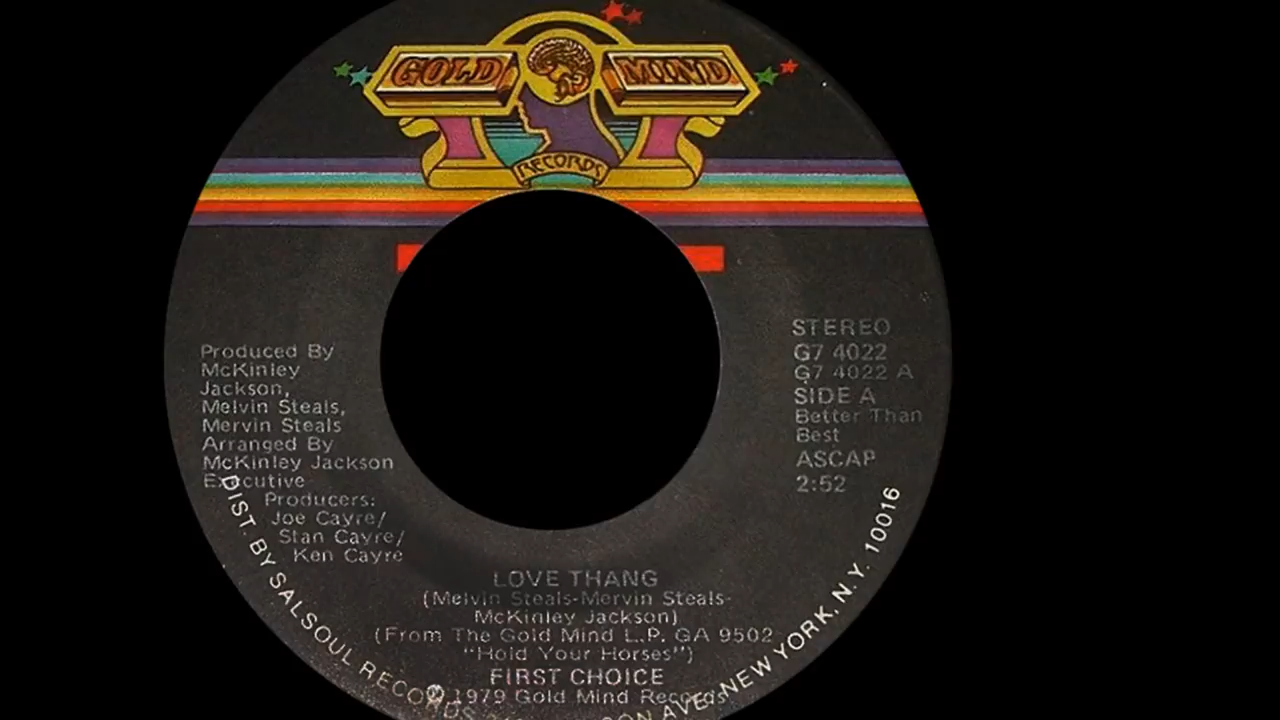 GOLD MIND
RECORDS
STEREO
G7 4022
G7 4022 A
SIDE A
Better Than
Best
ASCAP
2:52
Produced By
McKinley
Jackson,
Melvin Steals,
Mervin Steals
Arranged By
McKinley Jackson
Executive
Producers:
Joe Cayre/
Stan Cayre/
Ken Cayre
LOVE THANG
(Melvin Steals-Mervin Steals-
McKinley Jackson)
(From The Gold Mind L.P. GA 9502
"Hold Your Horses")
FIRST CHOICE
℗ 1979 Gold Mind Records
DIST. BY SALSOUL RECORDS AVE. NEW YORK, N.Y. 10016